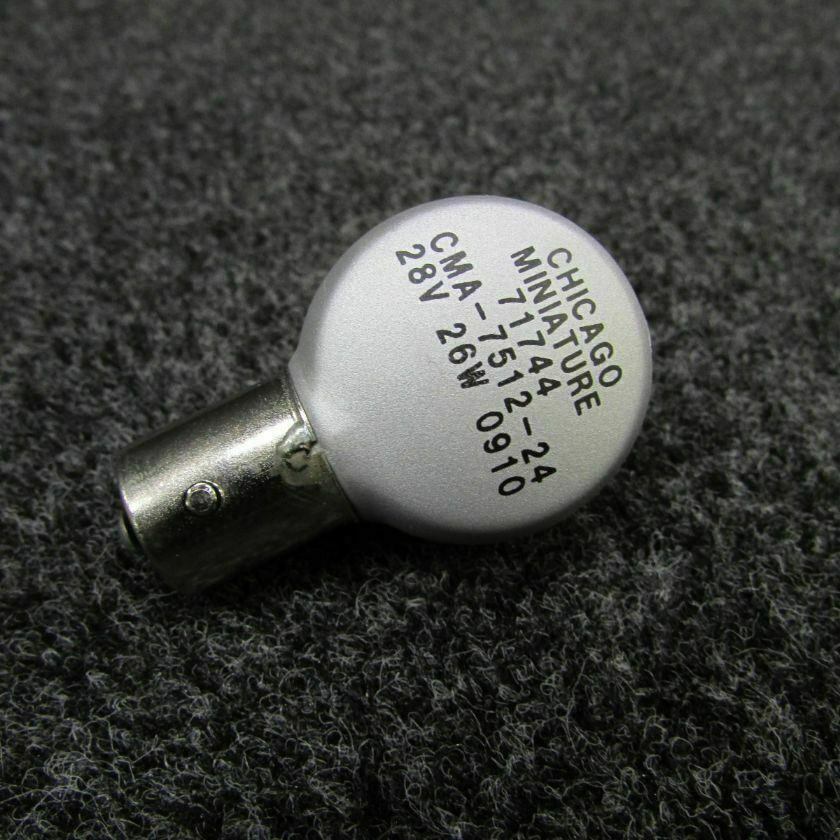 CHICAGO
MINIATURE
71744
CMA-7512-24
28V 26W 0910